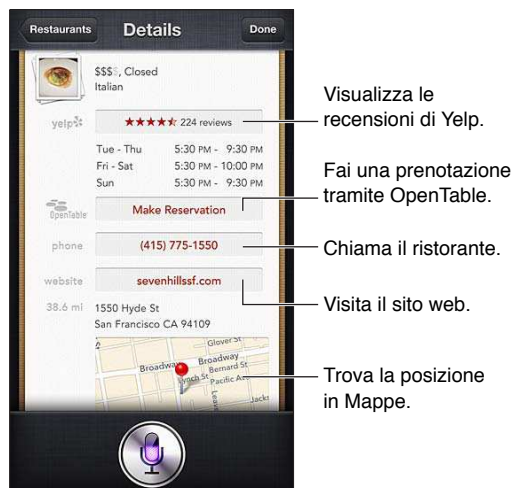 Restaurants Details Done
$$$$, Closed
Italian
yelp 224 reviews
Tue - Thu 5:30 PM - 9:30 PM
Fri - Sat 5:30 PM - 10:00 PM
Sun 5:30 PM - 9:30 PM
OpenTable Make Reservation
phone (415) 775-1550
website sevenhillssf.com
38.6 mi 1550 Hyde St
San Francisco CA 94109
Glover St
Broadway Broadway
Bernard St
Lynch St Pacific Ave
Leave
Jacks
Visualizza le
recensioni di Yelp.
Fai una prenotazione
tramite OpenTable.
Chiama il ristorante.
Visita il sito web.
Trova la posizione
in Mappe.